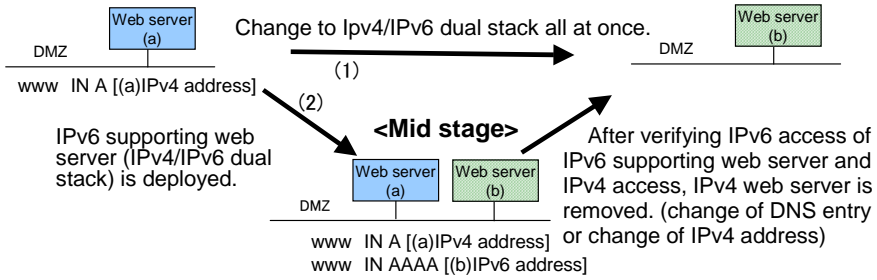 Web server
(a)
DMZ
www IN A [(a)IPv4 address]
Change to Ipv4/IPv6 dual stack all at once.
(1)
Web server
(b)
DMZ
(2)
IPv6 supporting web
server (IPv4/IPv6 dual
stack) is deployed.
<Mid stage>
Web server
(a)
Web server
(b)
DMZ
www IN A [(a)IPv4 address]
www IN AAAA [(b)IPv6 address]
After verifying IPv6 access of
IPv6 supporting web server and
IPv4 access, IPv4 web server is
removed. (change of DNS entry
or change of IPv4 address)